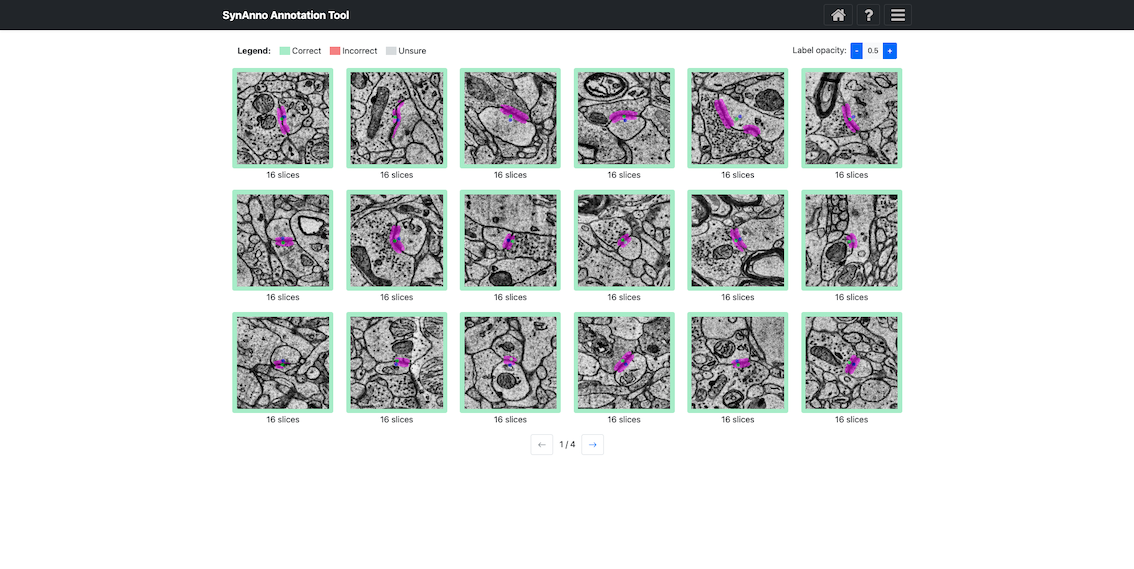 SynAnno Annotation Tool ?
Legend: Correct Incorrect Unsure Label opacity: - 0.5 +
16 slices 16 slices 16 slices 16 slices 16 slices 16 slices
16 slices 16 slices 16 slices 16 slices 16 slices 16 slices
16 slices 16 slices 16 slices 16 slices 16 slices 16 slices
← 1 / 4 →